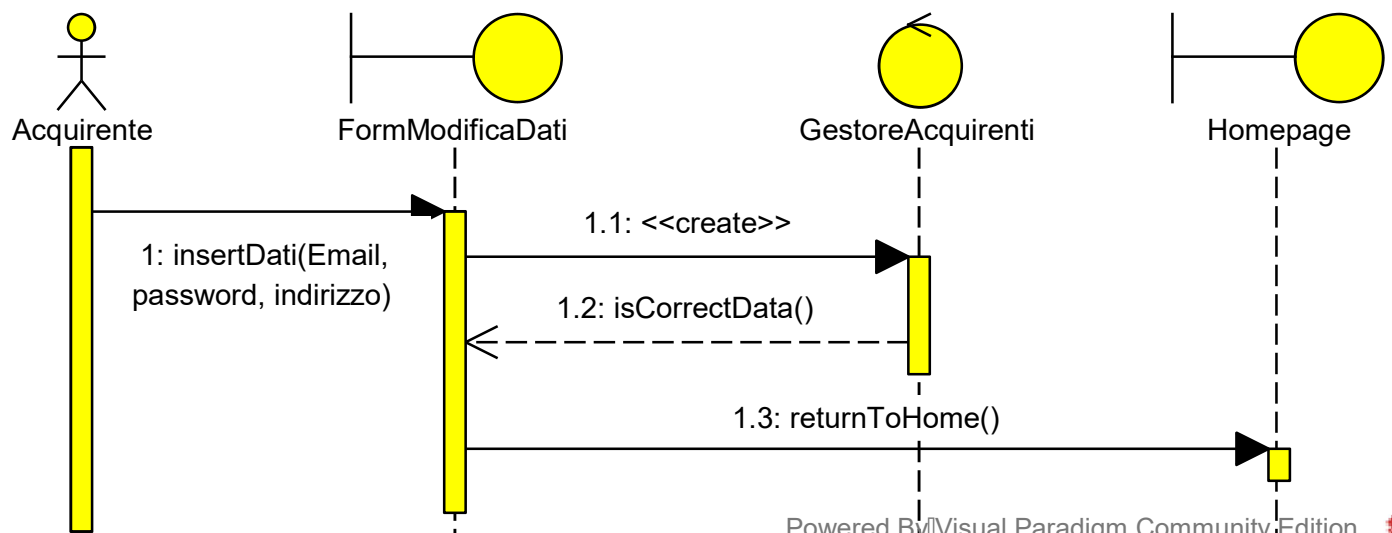 Acquirente
FormModificaDati
GestoreAcquirenti
Homepage
1: insertDati(Email,
password, indirizzo)
1.1: <<create>>
1.2: isCorrectData()
1.3: returnToHome()
Powered By Visual Paradigm Community Edition